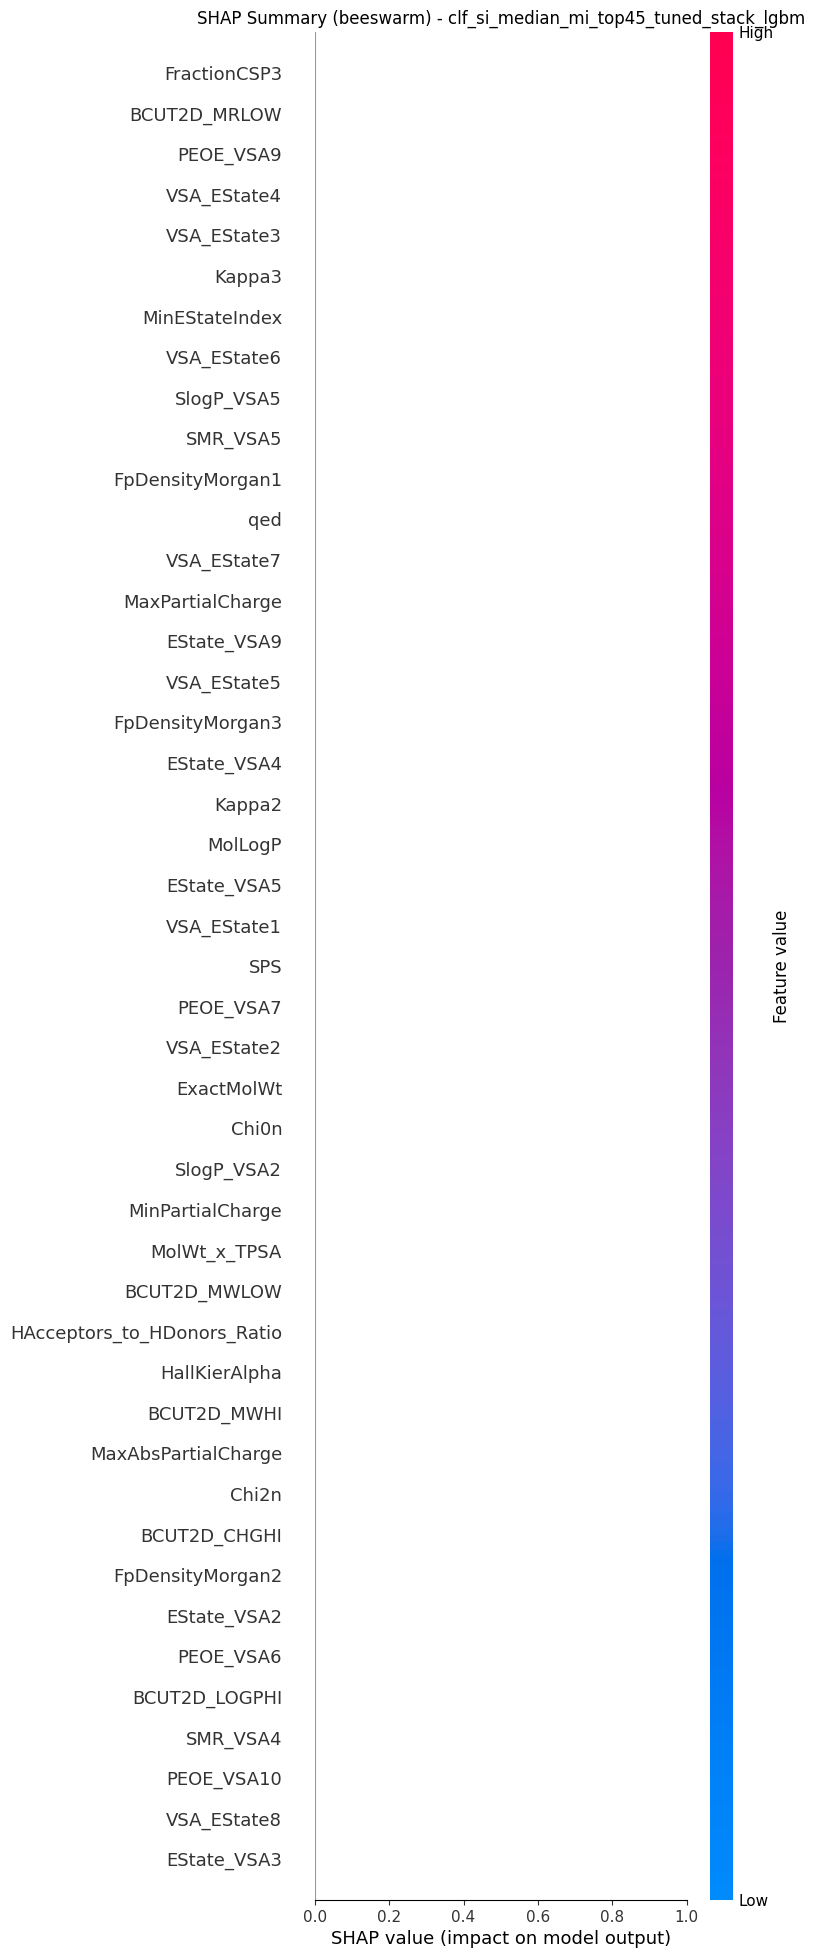 SHAP Summary (beeswarm) - clf_si_median_mi_top45_tuned_stack_lgbm
High
FractionCSP3
BCUT2D_MRLOW
PEOE_VSA9
VSA_EState4
VSA_EState3
Kappa3
MinEStateIndex
VSA_EState6
SlogP_VSA5
SMR_VSA5
FpDensityMorgan1
qed
VSA_EState7
MaxPartialCharge
EState_VSA9
VSA_EState5
FpDensityMorgan3
EState_VSA4
Kappa2
MolLogP
EState_VSA5
VSA_EState1
SPS
PEOE_VSA7
VSA_EState2
ExactMolWt
Chi0n
SlogP_VSA2
MinPartialCharge
MolWt_x_TPSA
BCUT2D_MWLOW
HAcceptors_to_HDonors_Ratio
HallKierAlpha
BCUT2D_MWHI
MaxAbsPartialCharge
Chi2n
BCUT2D_CHGHI
FpDensityMorgan2
EState_VSA2
PEOE_VSA6
BCUT2D_LOGPHI
SMR_VSA4
PEOE_VSA10
VSA_EState8
EState_VSA3
Feature value
Low
0.0 0.2 0.4 0.6 0.8 1.0
SHAP value (impact on model output)